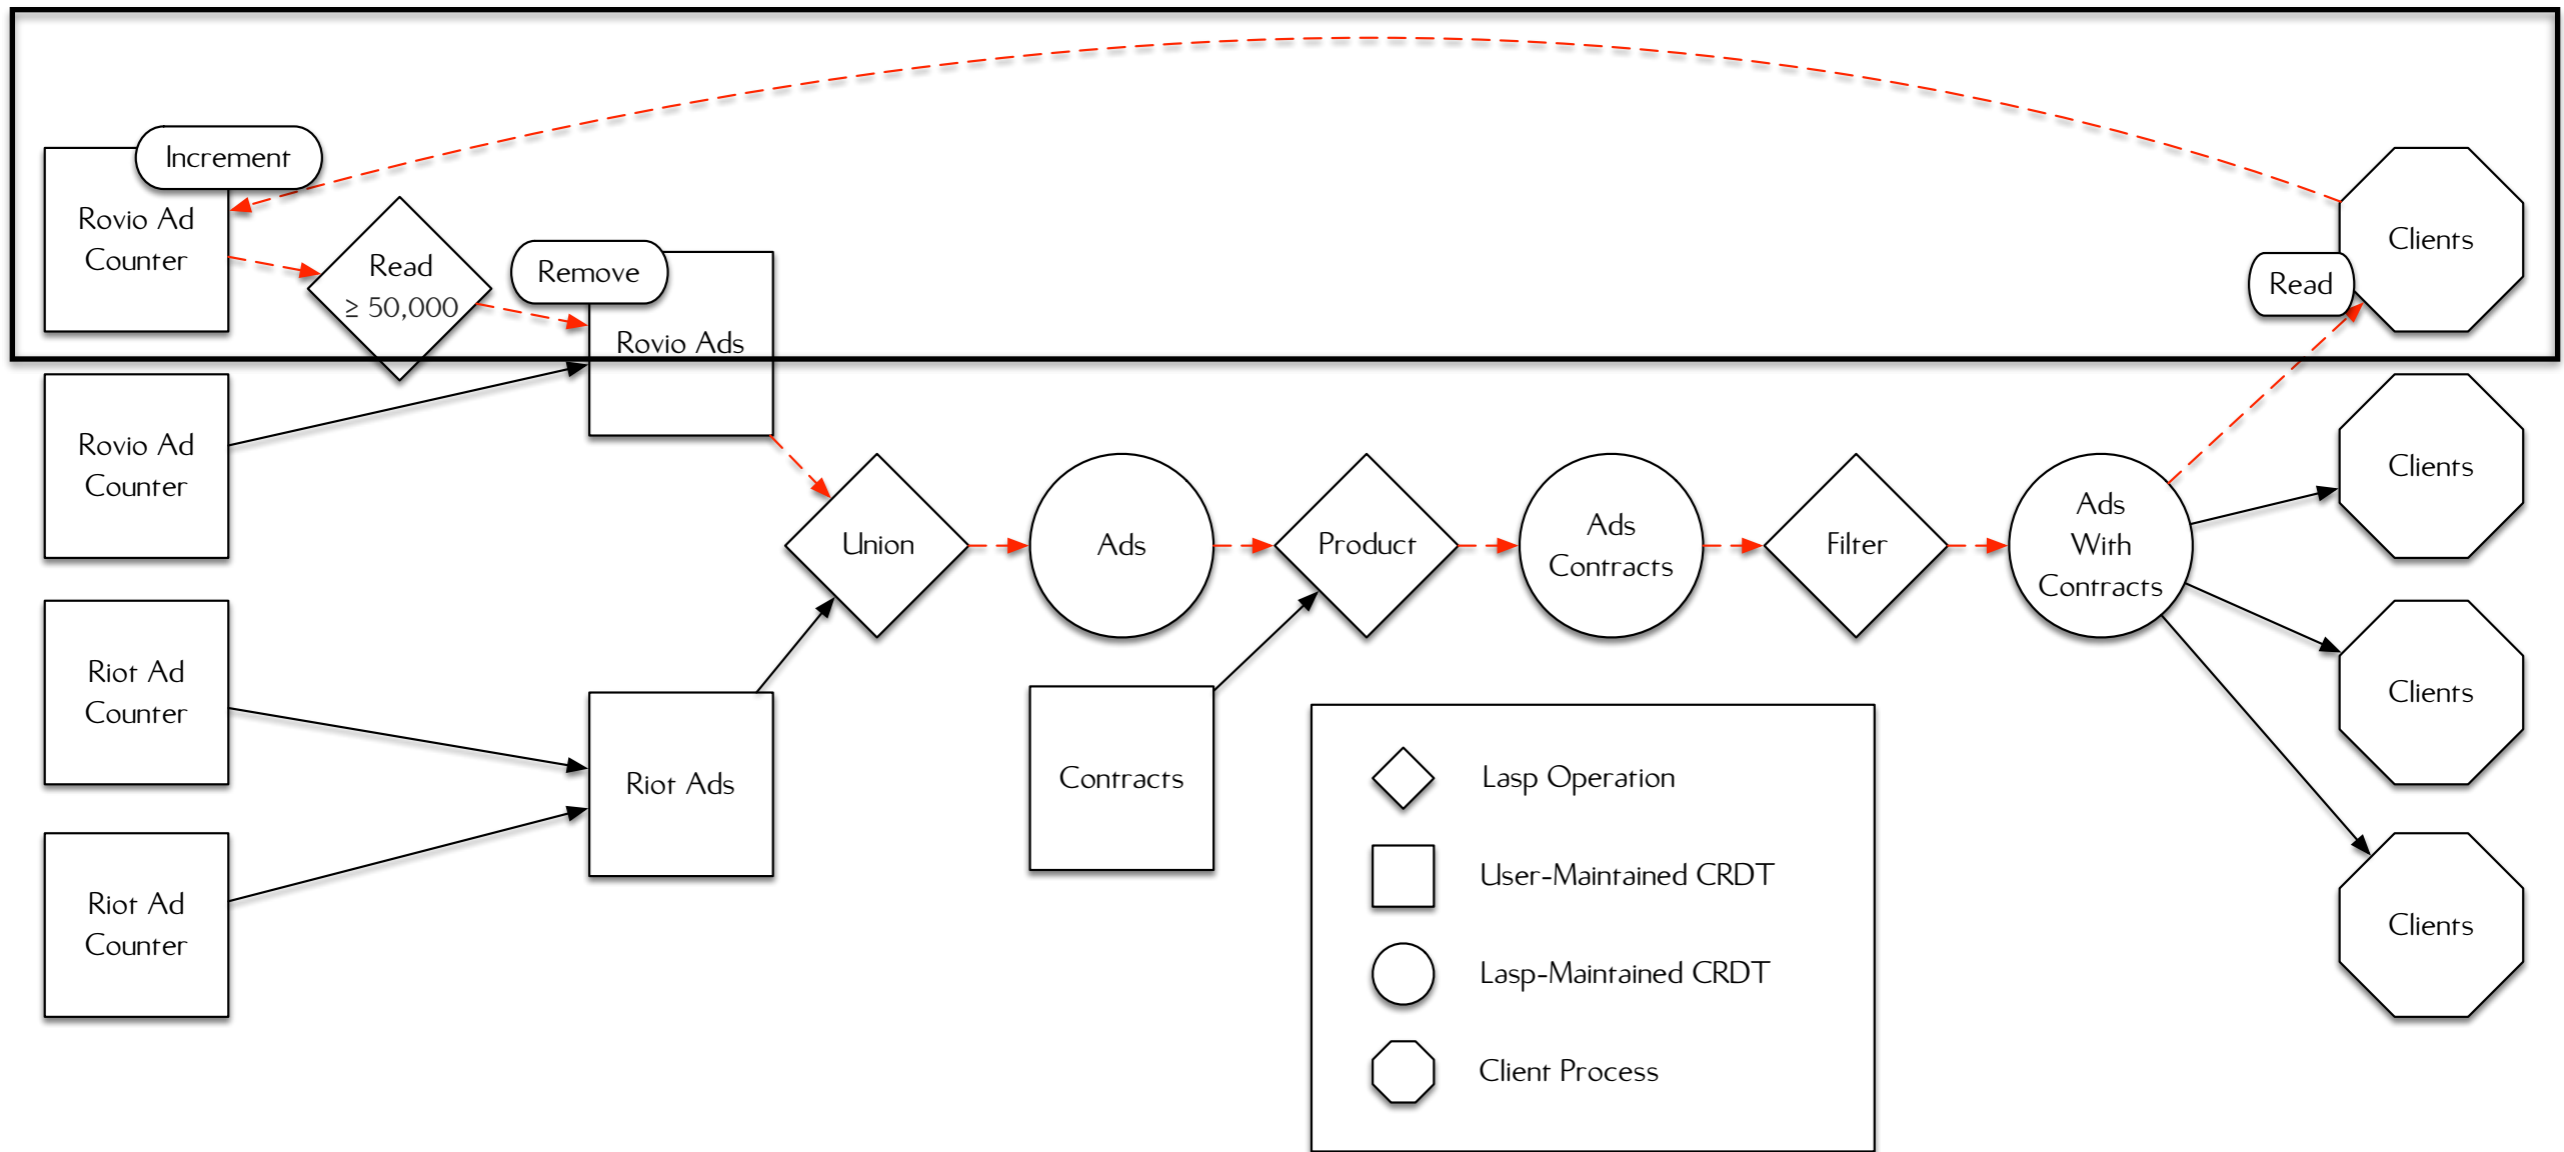 Increment
Rovio Ad
Counter
Read
≥ 50,000
Remove
Rovio Ads
Read
Clients
Rovio Ad
Counter
Clients
Union
Ads
Product
Ads
Contracts
Filter
Ads
With
Contracts
Riot Ad
Counter
Clients
Riot Ads
Contracts
Riot Ad
Counter
Clients
Lasp Operation
User-Maintained CRDT
Lasp-Maintained CRDT
Client Process